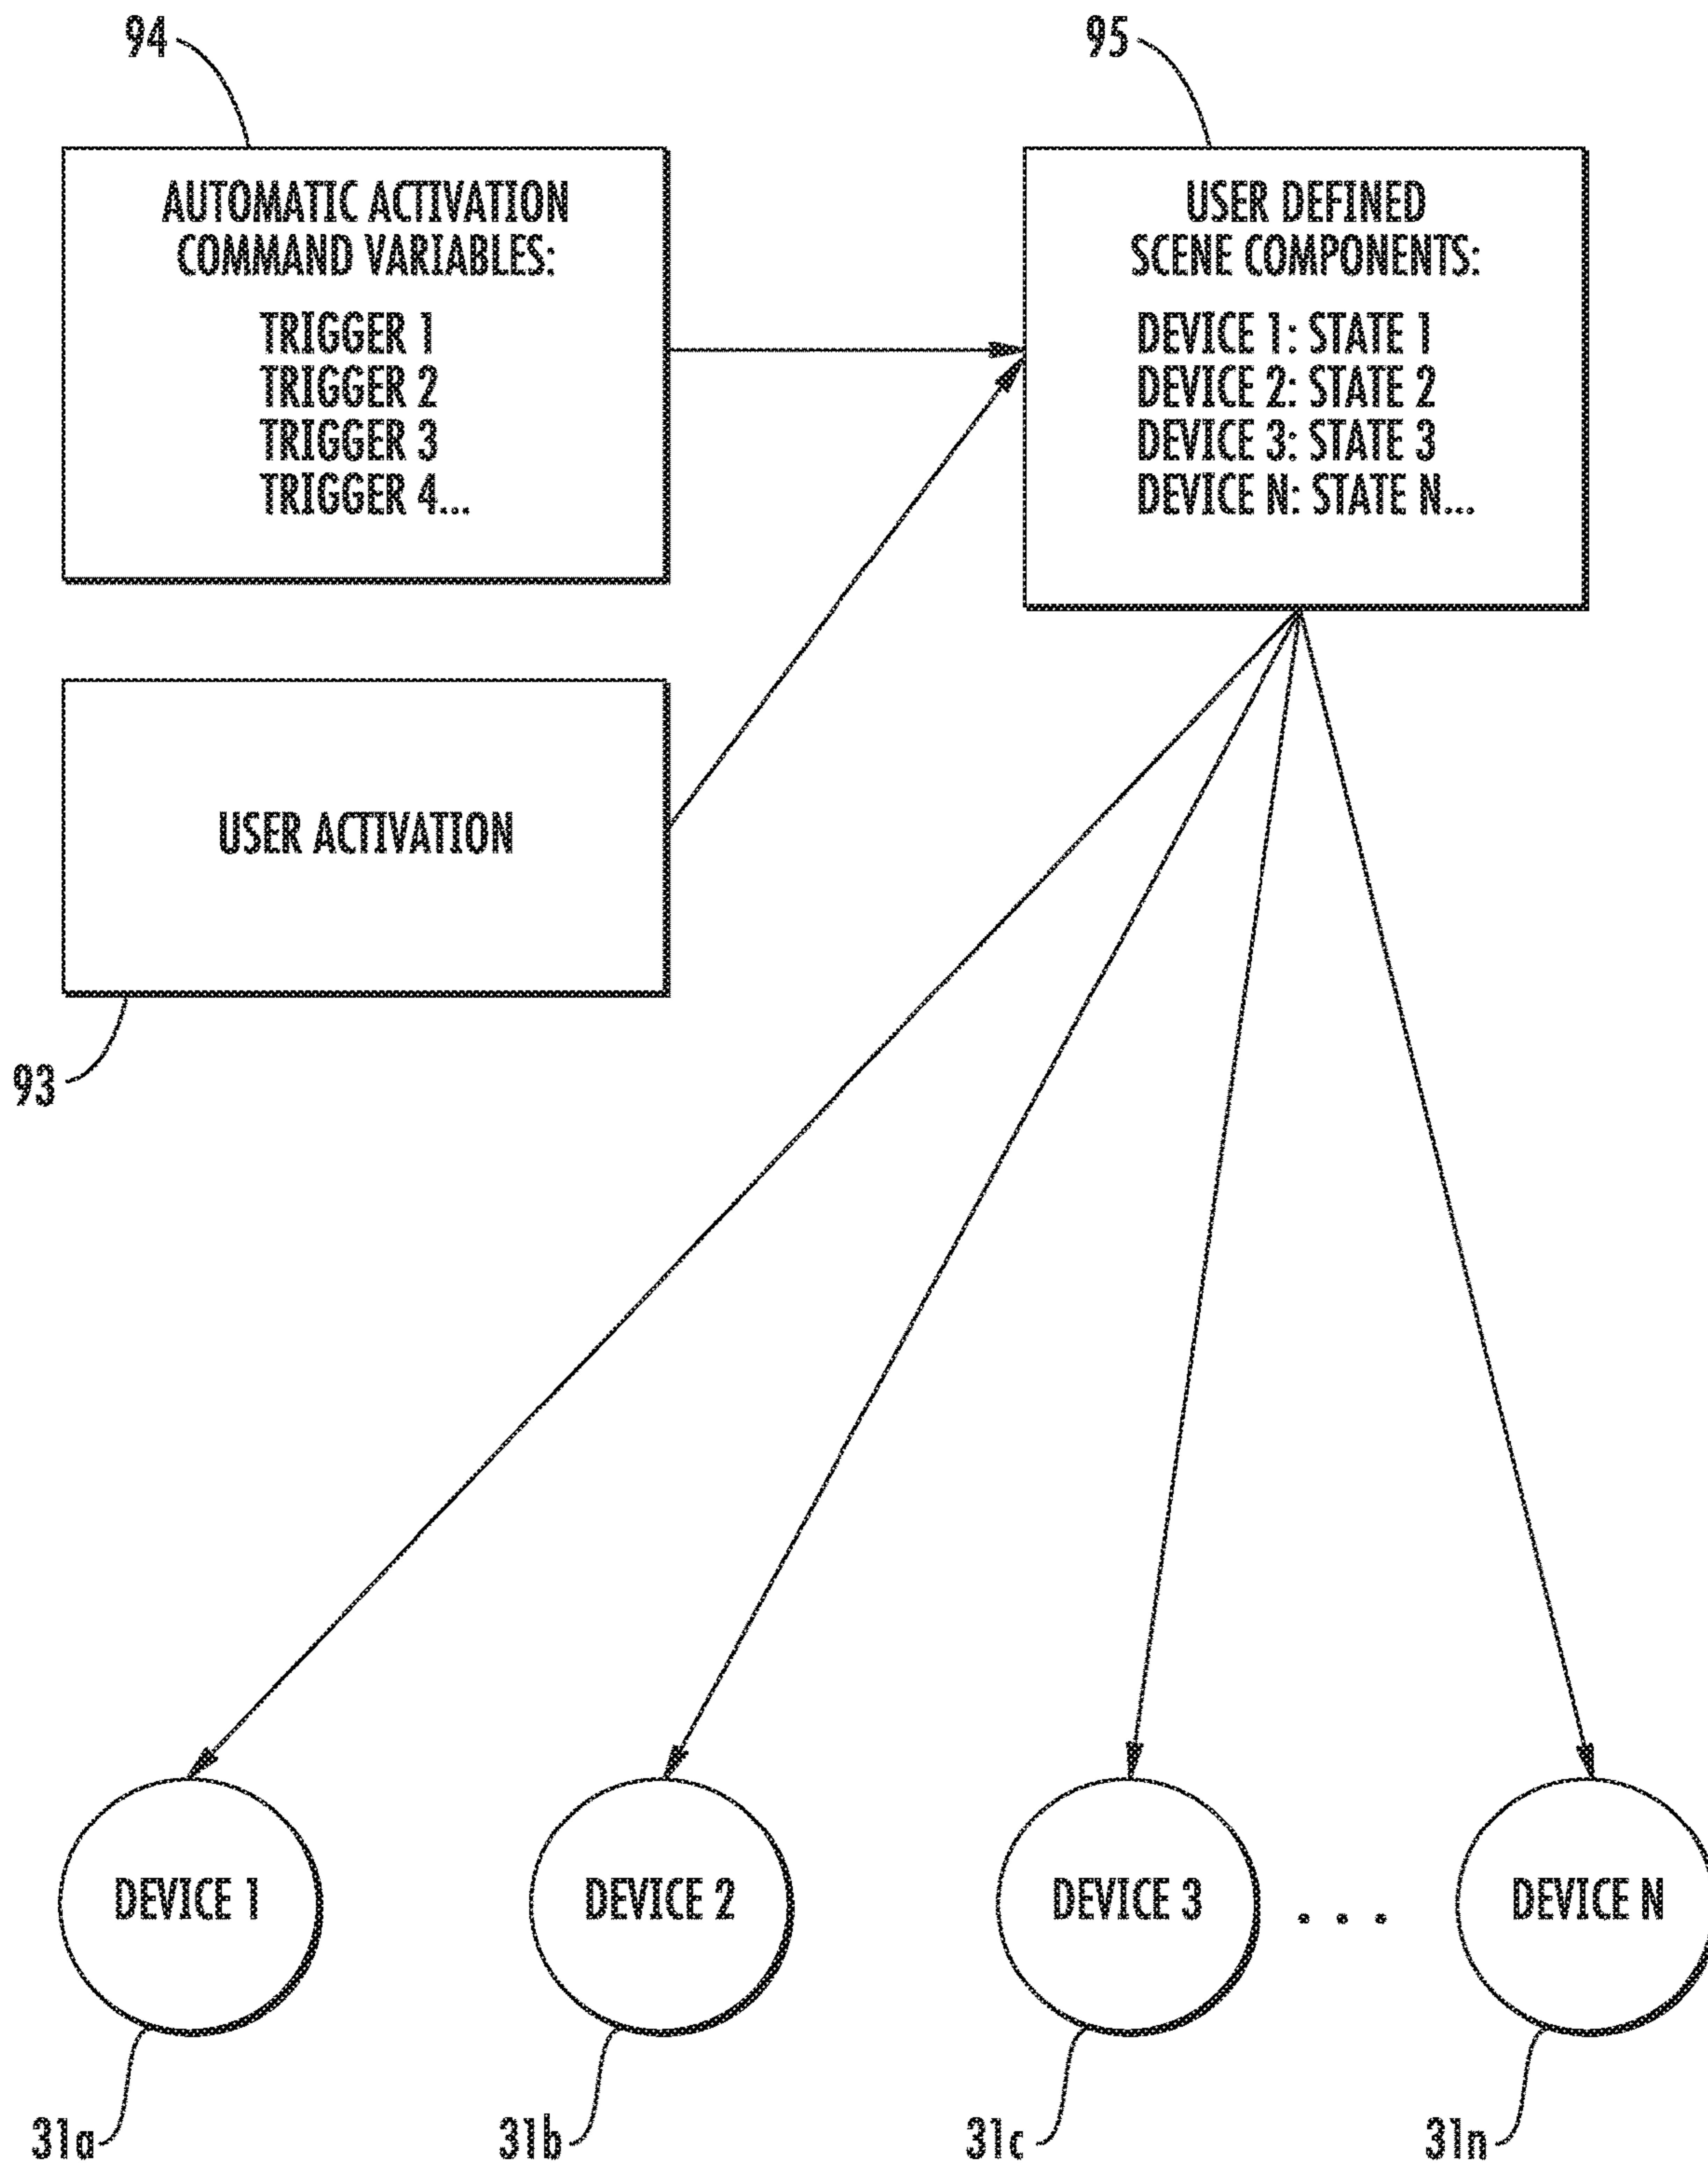 94
AUTOMATIC ACTIVATION
COMMAND VARIABLES:
TRIGGER 1
TRIGGER 2
TRIGGER 3
TRIGGER 4...
95
USER DEFINED
SCENE COMPONENTS:
DEVICE 1: STATE 1
DEVICE 2: STATE 2
DEVICE 3: STATE 3
DEVICE N: STATE N...
USER ACTIVATION
93
DEVICE 1
DEVICE 2
DEVICE 3
. . .
DEVICE N
31a
31b
31c
31n